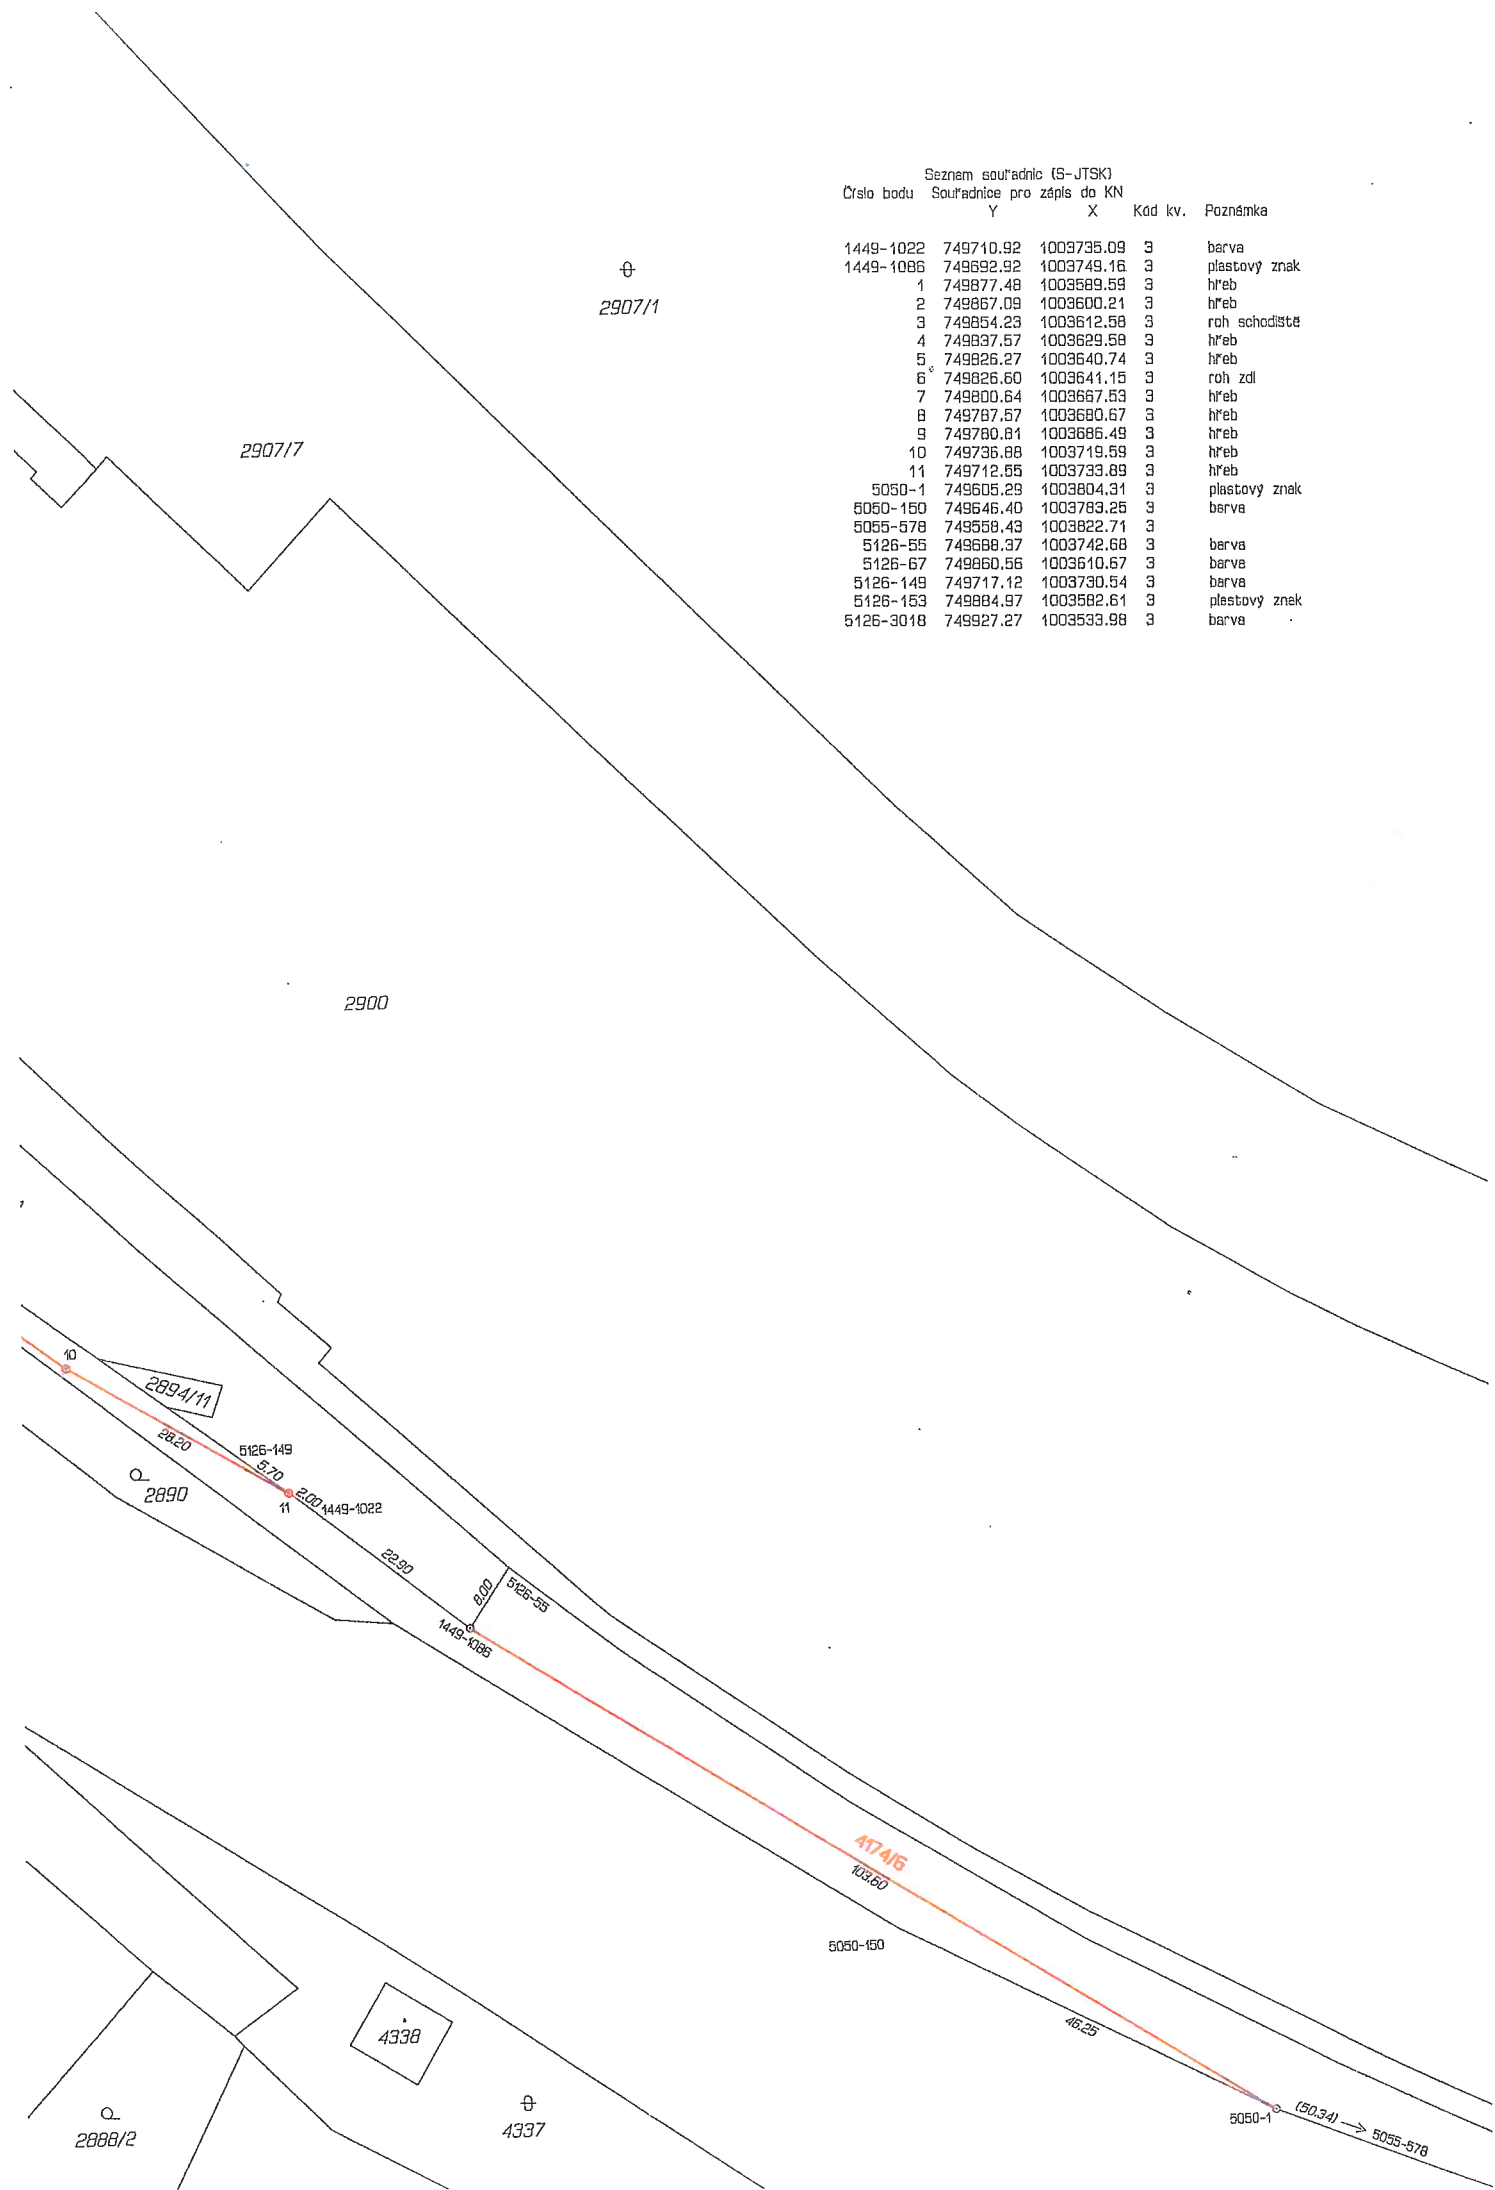 Seznam souřadnic (S-JTSK)
Číslo bodu Souřadnice pro zápis do KN
Y X Kód kv. Poznámka
1449-1022 749710.92 1003735.09 3 barva
1449-1086 749692.92 1003749.16 3 plastový znak
1 749877.48 1003589.59 3 hřeb
2 749867.09 1003600.21 3 hřeb
3 749854.23 1003612.58 3 roh schodiště
4 749837.57 1003629.58 3 hřeb
5 749826.27 1003640.74 3 hřeb
6 749826.60 1003641.15 3 roh zdi
7 749800.64 1003667.53 3 hřeb
8 749787.57 1003680.67 3 hřeb
9 749780.81 1003686.49 3 hřeb
10 749736.88 1003719.59 3 hřeb
11 749712.55 1003733.89 3 hřeb
5050-1 749605.29 1003804.31 3 plastový znak
5050-150 749646.40 1003783.25 3 barva
5055-578 749558.43 1003822.71 3
5126-55 749688.37 1003742.68 3 barva
5126-67 749860.56 1003610.67 3 barva
5126-149 749717.12 1003730.54 3 barva
5126-153 749884.97 1003582.61 3 plastový znak
5126-3018 749927.27 1003533.98 3 barva
2907/1
2907/7
2900
10
2894/11
28.20
5126-149
5.70
2890
2.00
11
1449-1022
22.90
8.00
5126-55
1449-1086
4174/6
103.60
5050-150
46.25
4338
4337
2888/2
5050-1
(50.34)
5055-578